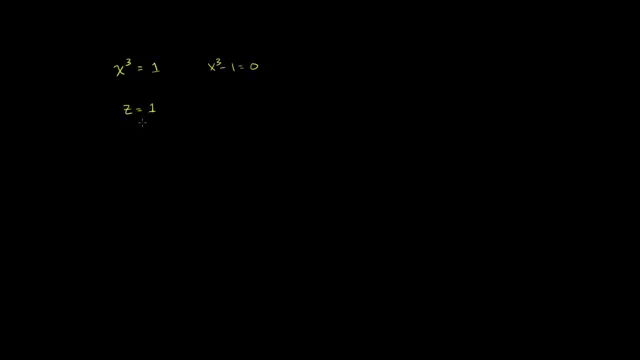 x³ = 1 x³ - 1 = 0
z = 1